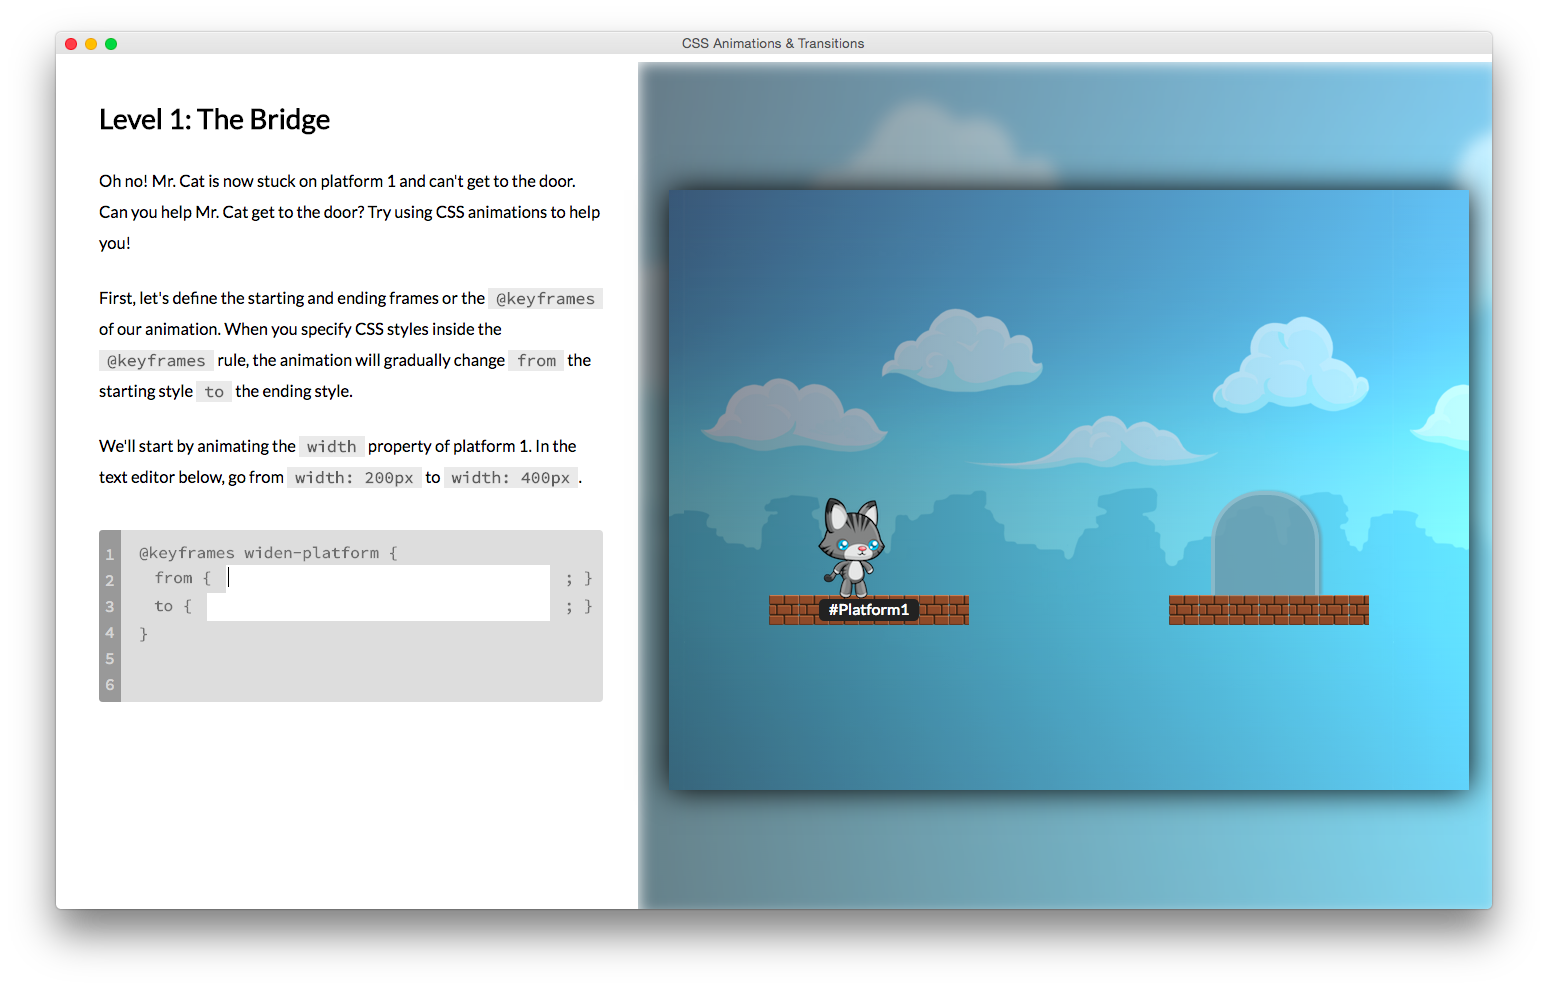 CSS Animations & Transitions
Level 1: The Bridge
Oh no! Mr. Cat is now stuck on platform 1 and can't get to the door.
Can you help Mr. Cat get to the door? Try using CSS animations to help
you!
First, let's define the starting and ending frames or the @keyframes
of our animation. When you specify CSS styles inside the
@keyframes rule, the animation will gradually change from the
starting style to the ending style.
We'll start by animating the width property of platform 1. In the
text editor below, go from width: 200px to width: 400px.
1 @keyframes widen-platform {
2 from { ; }
3 to { ; }
4 }
5
6
#Platform1